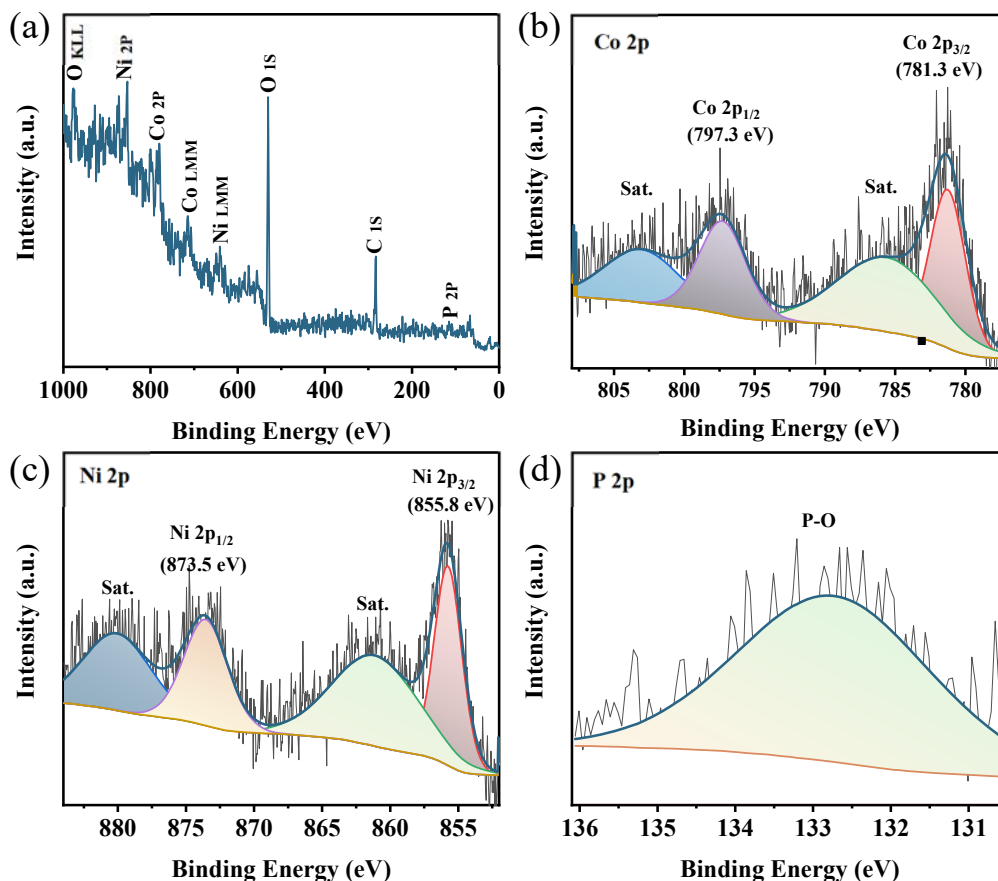 (a)
O KLL
Ni 2P
Co 2P
Co LMM
Ni LMM
O 1S
C 1S
P 2P
Intensity (a.u.)
1000 800 600 400 200 0
Binding Energy (eV)
(b)
Co 2p
Co 2p3/2
(781.3 eV)
Co 2p1/2
(797.3 eV)
Sat.
Sat.
Intensity (a.u.)
805 800 795 790 785 780
Binding Energy (eV)
(c)
Ni 2p
Ni 2p3/2
(855.8 eV)
Ni 2p1/2
(873.5 eV)
Sat.
Sat.
Intensity (a.u.)
880 875 870 865 860 855
Binding Energy (eV)
(d)
P 2p
P-O
Intensity (a.u.)
136 135 134 133 132 131
Binding Energy (eV)